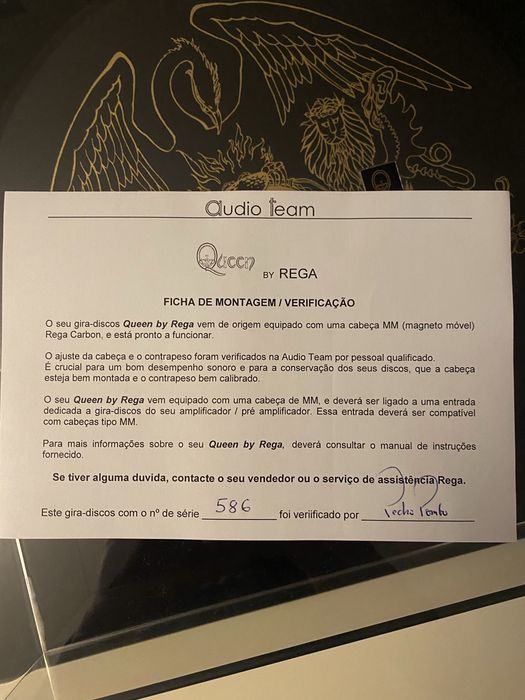 audio team
Queen BY REGA
FICHA DE MONTAGEM / VERIFICAÇÃO
O seu gira-discos Queen by Rega vem de origem equipado com uma cabeça MM (magneto móvel)
Rega Carbon, e está pronto a funcionar.
O ajuste da cabeça e o contrapeso foram verificados na Audio Team por pessoal qualificado.
É crucial para um bom desempenho sonoro e para a conservação dos seus discos, que a cabeça
esteja bem montada e o contrapeso bem calibrado.
O seu Queen by Rega vem equipado com uma cabeça de MM, e deverá ser ligado a uma entrada
dedicada a gira-discos do seu amplificador / pré amplificador. Essa entrada deverá ser compatível
com cabeças tipo MM.
Para mais informações sobre o seu Queen by Rega, deverá consultar o manual de instruções
fornecido.
Se tiver alguma duvida, contacte o seu vendedor ou o serviço de assistência Rega.
Este gira-discos com o nº de série 586 foi veriificado por